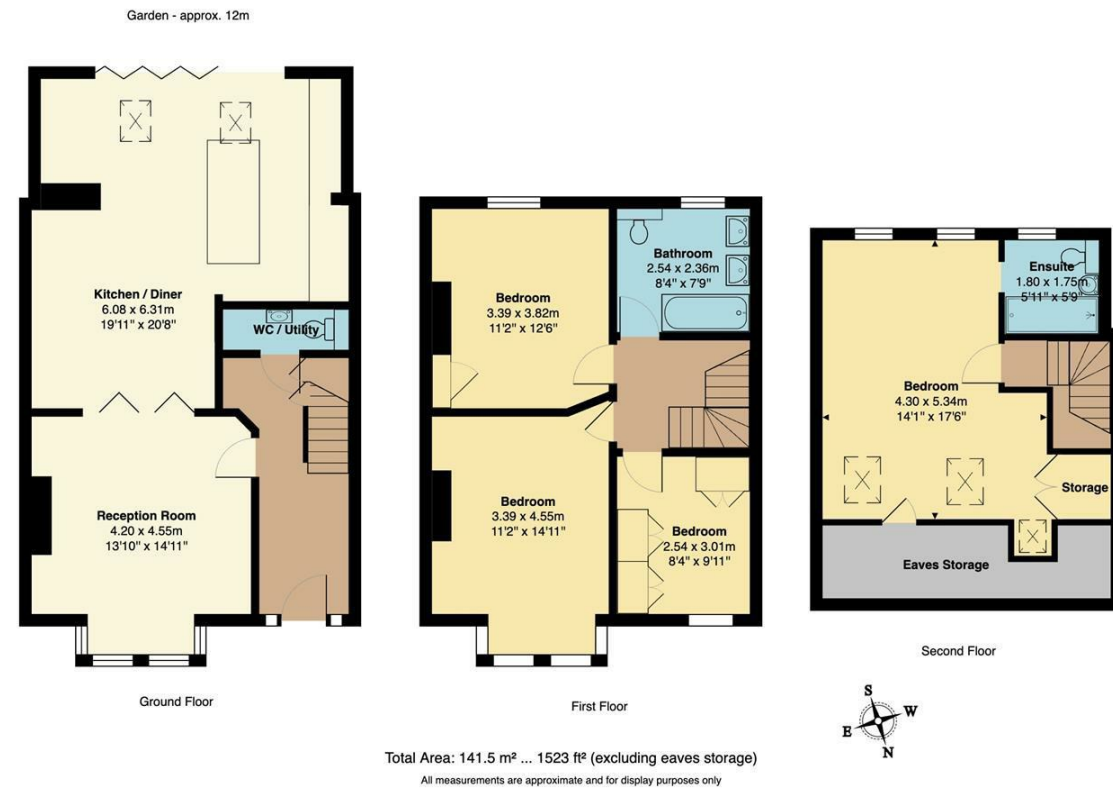 Garden - approx. 12m
Kitchen / Diner
6.08 x 6.31m
19'11" x 20'8"
WC / Utility
Reception Room
4.20 x 4.55m
13'10" x 14'11"
Ground Floor
Bedroom
3.39 x 3.82m
11'2" x 12'6"
Bathroom
2.54 x 2.36m
8'4" x 7'9"
Bedroom
3.39 x 4.55m
11'2" x 14'11"
Bedroom
2.54 x 3.01m
8'4" x 9'11"
First Floor
Ensuite
1.80 x 1.75m
5'11" x 5'9"
Bedroom
4.30 x 5.34m
14'1" x 17'6"
Storage
Eaves Storage
Second Floor
S
W
E
N
Total Area: 141.5 m² ... 1523 ft² (excluding eaves storage)
All measurements are approximate and for display purposes only